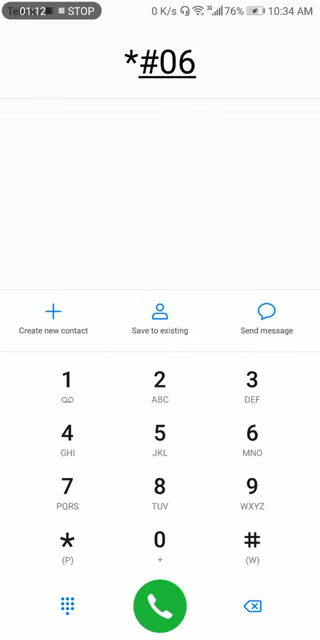 01:12 STOP 0 K/s 76% 10:34 AM
*#06
Create new contact Save to existing Send message
1 2 3
ABC DEF
4 5 6
GHI JKL MNO
7 8 9
PQRS TUV WXYZ
* 0 #
(P) + (W)